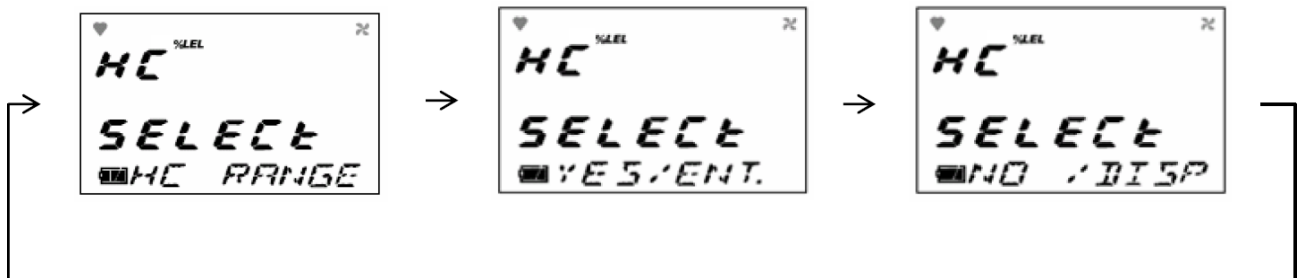 HC %LEL
SELECt
HC RANGE
HC %LEL
SELECt
YES/ENT.
HC %LEL
SELECt
NO /DISP